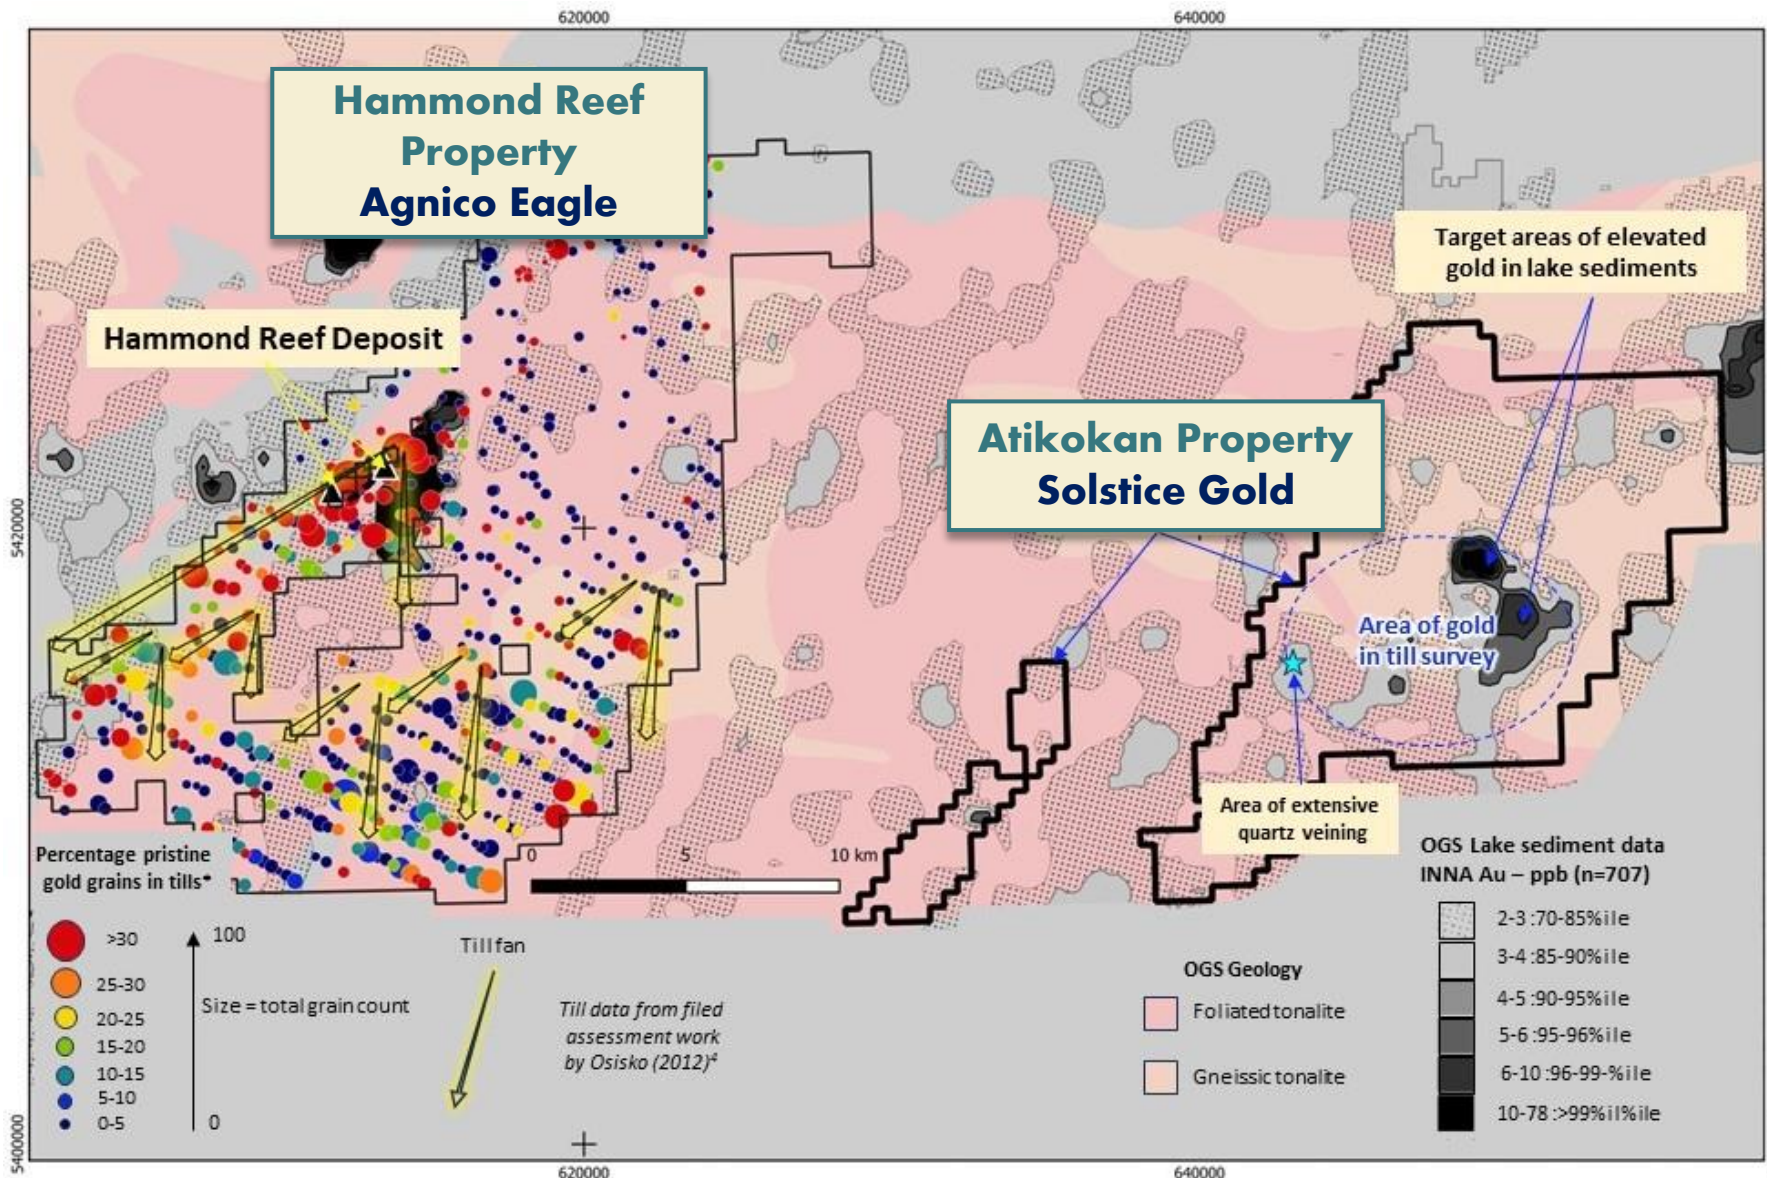 620000
640000
Hammond Reef
Property
Agnico Eagle
Target areas of elevated
gold in lake sediments
Hammond Reef Deposit
Atikokan Property
Solstice Gold
5420000
Area of gold
in till survey
Area of extensive
quartz veining
0
5
10 km
Percentage pristine
gold grains in tills*
>30
25-30
20-25
15-20
10-15
5-10
0-5
100
Size = total grain count
0
Till fan
Till data from filed
assessment work
by Osisko (2012)⁴
OGS Geology
Foliated tonalite
Gneissic tonalite
OGS Lake sediment data
INNA Au – ppb (n=707)
2-3 :70-85%ile
3-4 :85-90%ile
4-5 :90-95%ile
5-6 :95-96%ile
6-10 :96-99-%ile
10-78 :>99%il%ile
5400000
620000
640000